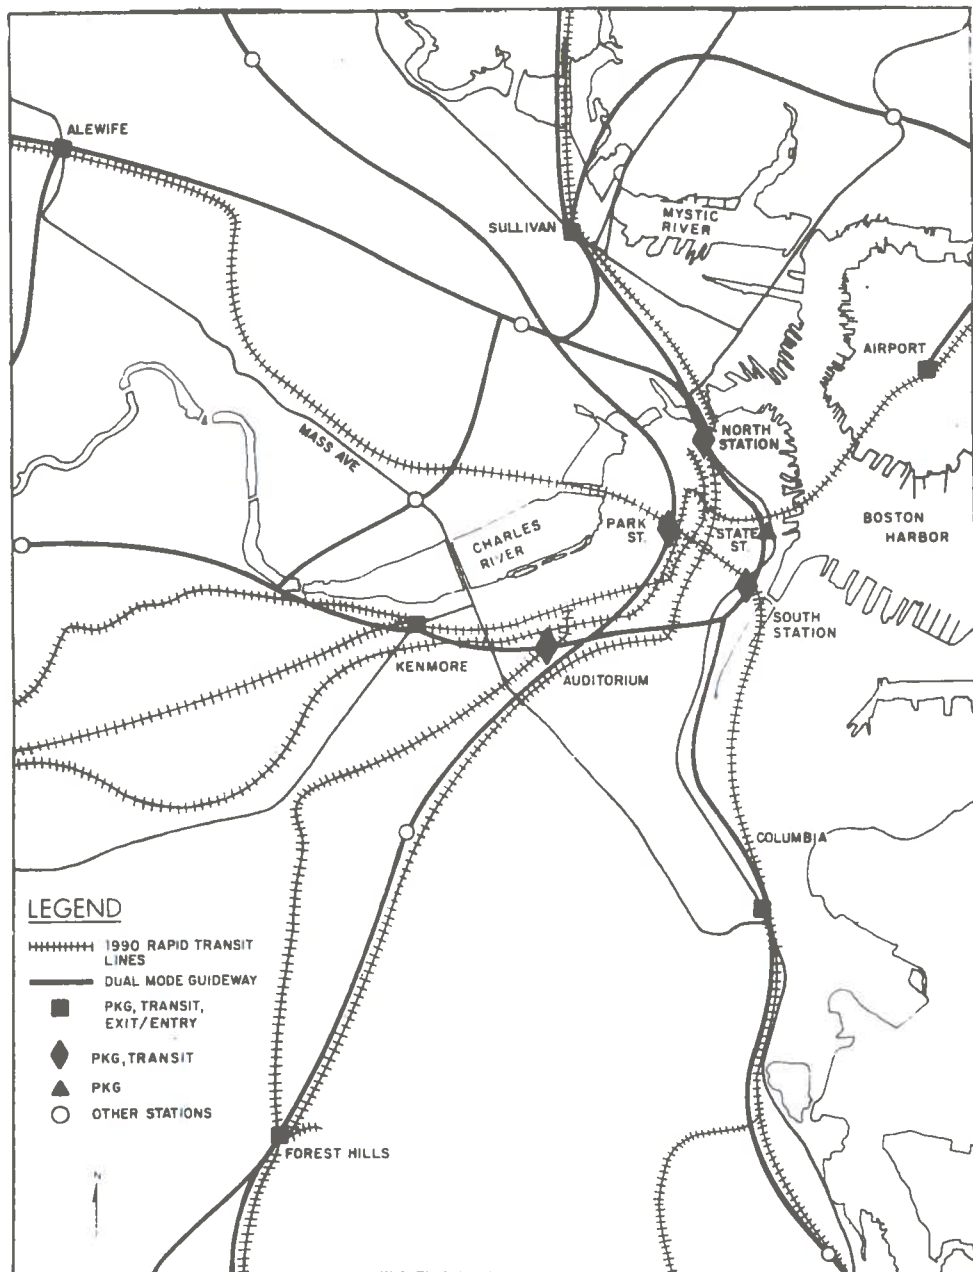 ALEWIFE
SULLIVAN
MYSTIC
RIVER
AIRPORT
MASS AVE
NORTH
STATION
CHARLES
RIVER
PARK
ST.
STATE
ST.
BOSTON
HARBOR
SOUTH
STATION
KENMORE
AUDITORIUM
COLUMBIA
LEGEND
1990 RAPID TRANSIT
LINES
DUAL MODE GUIDEWAY
PKG, TRANSIT,
EXIT/ENTRY
PKG, TRANSIT
PKG
OTHER STATIONS
FOREST HILLS
N